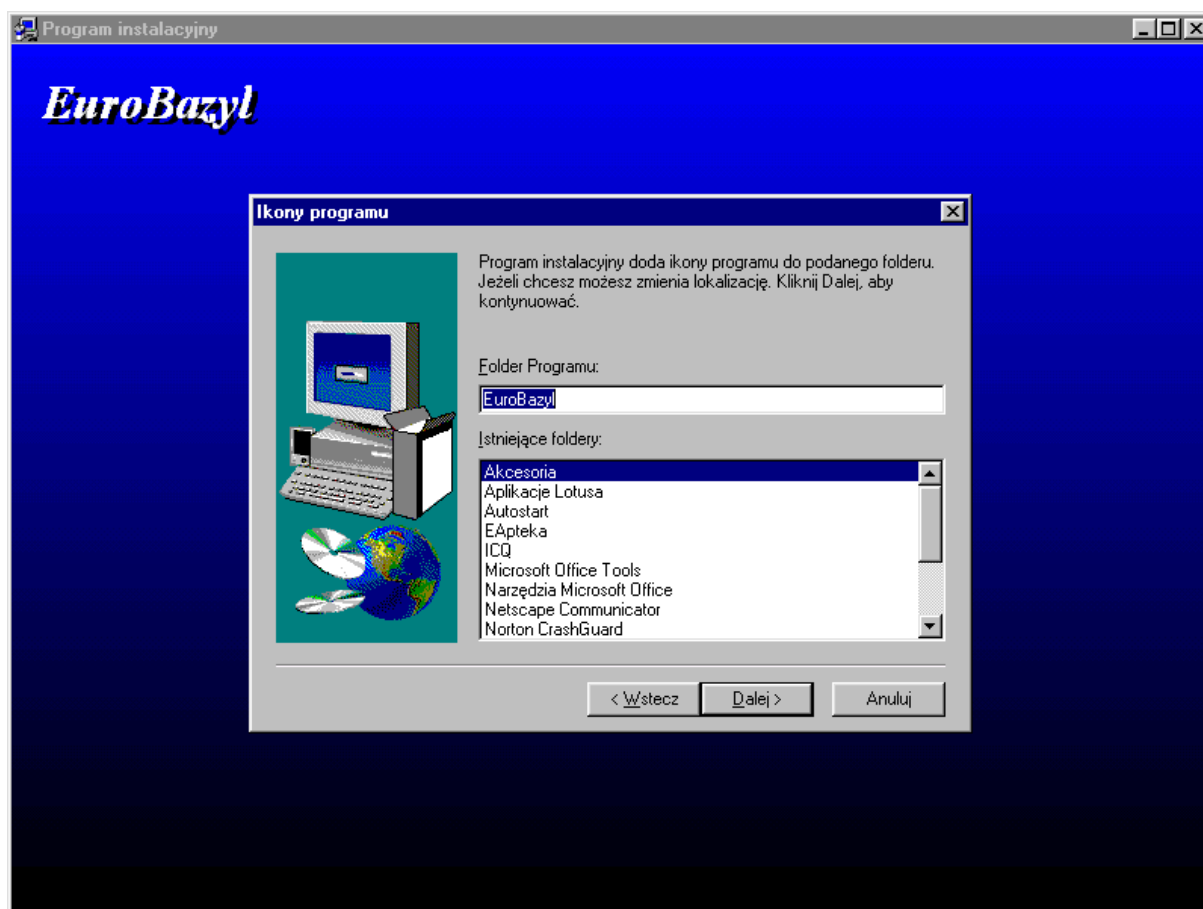 Program instalacyjny
EuroBazyl
Ikony programu
Program instalacyjny doda ikony programu do podanego folderu.
Jeżeli chcesz możesz zmienia lokalizację. Kliknij Dalej, aby
kontynuować.
Folder Programu:
EuroBazyl
Istniejące foldery:
Akcesoria
Aplikacje Lotusa
Autostart
EApteka
ICQ
Microsoft Office Tools
Narzędzia Microsoft Office
Netscape Communicator
Norton CrashGuard
< Wstecz Dalej > Anuluj